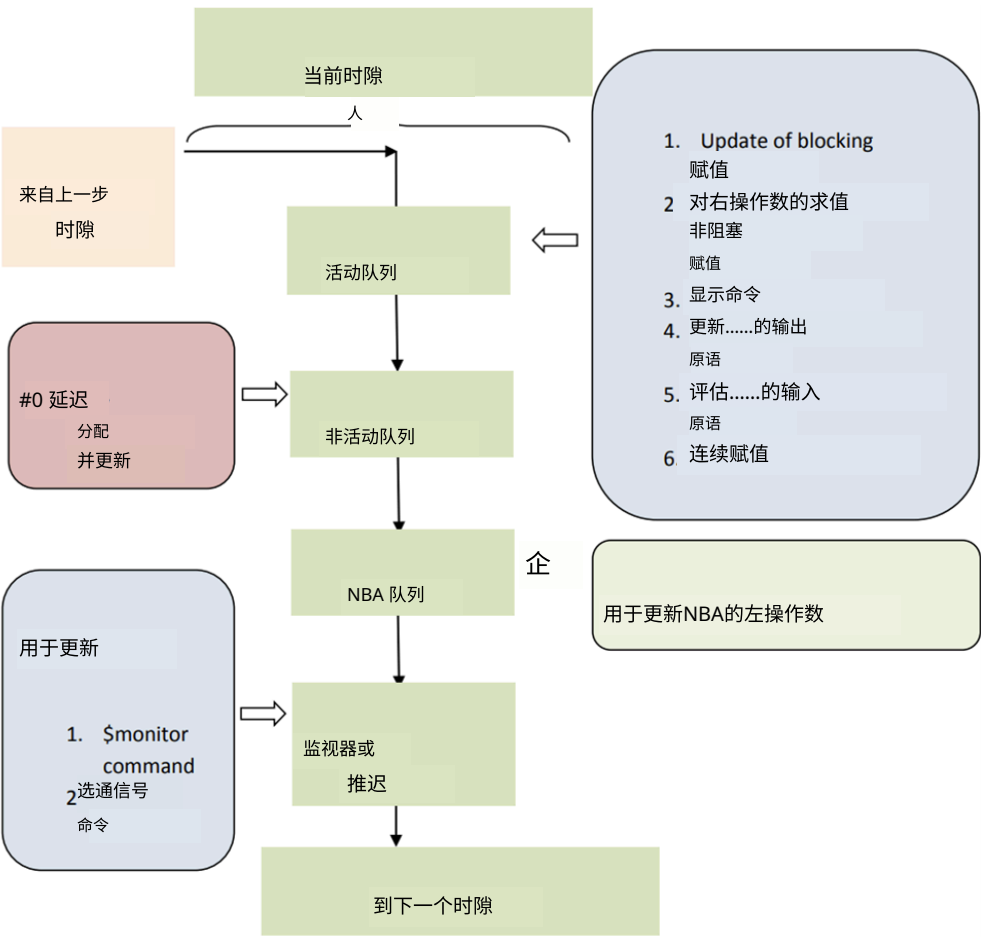 当前时隙
人
来自上一步
时隙
活动队列
1. Update of blocking
赋值
2 对右操作数的求值
非阻塞
赋值
3. 显示命令
4. 更新……的输出
原语
5. 评估……的输入
原语
6. 连续赋值
#0 延迟
分配
并更新
非活动队列
NBA 队列
企
用于更新NBA的左操作数
用于更新
1. $monitor
command
2 选通信号
命令
监视器或
推迟
到下一个时隙